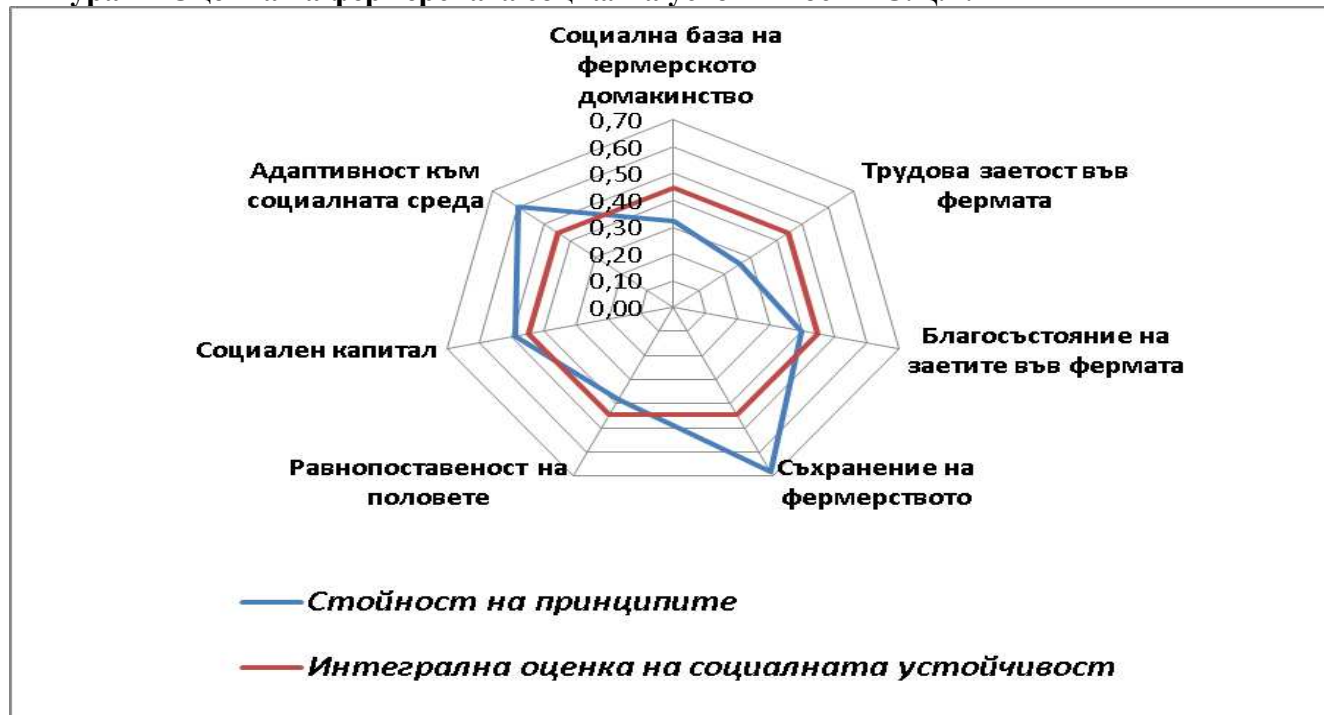 Социална база на
фермерското
домакинство
0,70
0,60
0,50
0,40
0,30
0,20
0,10
0,00
Трудова заетост във
фермата
Благосъстояние на
заетите във фермата
Съхранение на
фермерството
Равнопоставеност на
половете
Социален капитал
Адаптивност към
социалната среда
Стойност на принципите
Интегрална оценка на социалната устойчивост